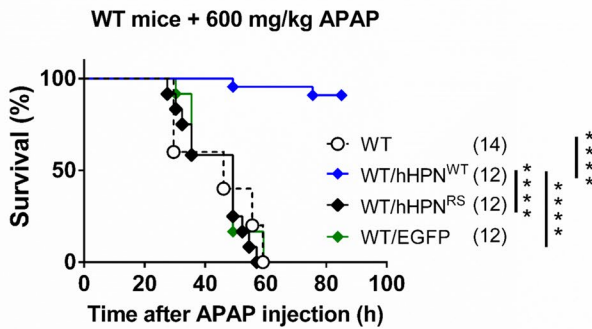 WT mice + 600 mg/kg APAP
Survival (%)
100
50
0
0 20 40 60 80 100
Time after APAP injection (h)
WT (14)
WT/hHPN^WT (12)
WT/hHPN^RS (12)
WT/EGFP (12)
****
****
****